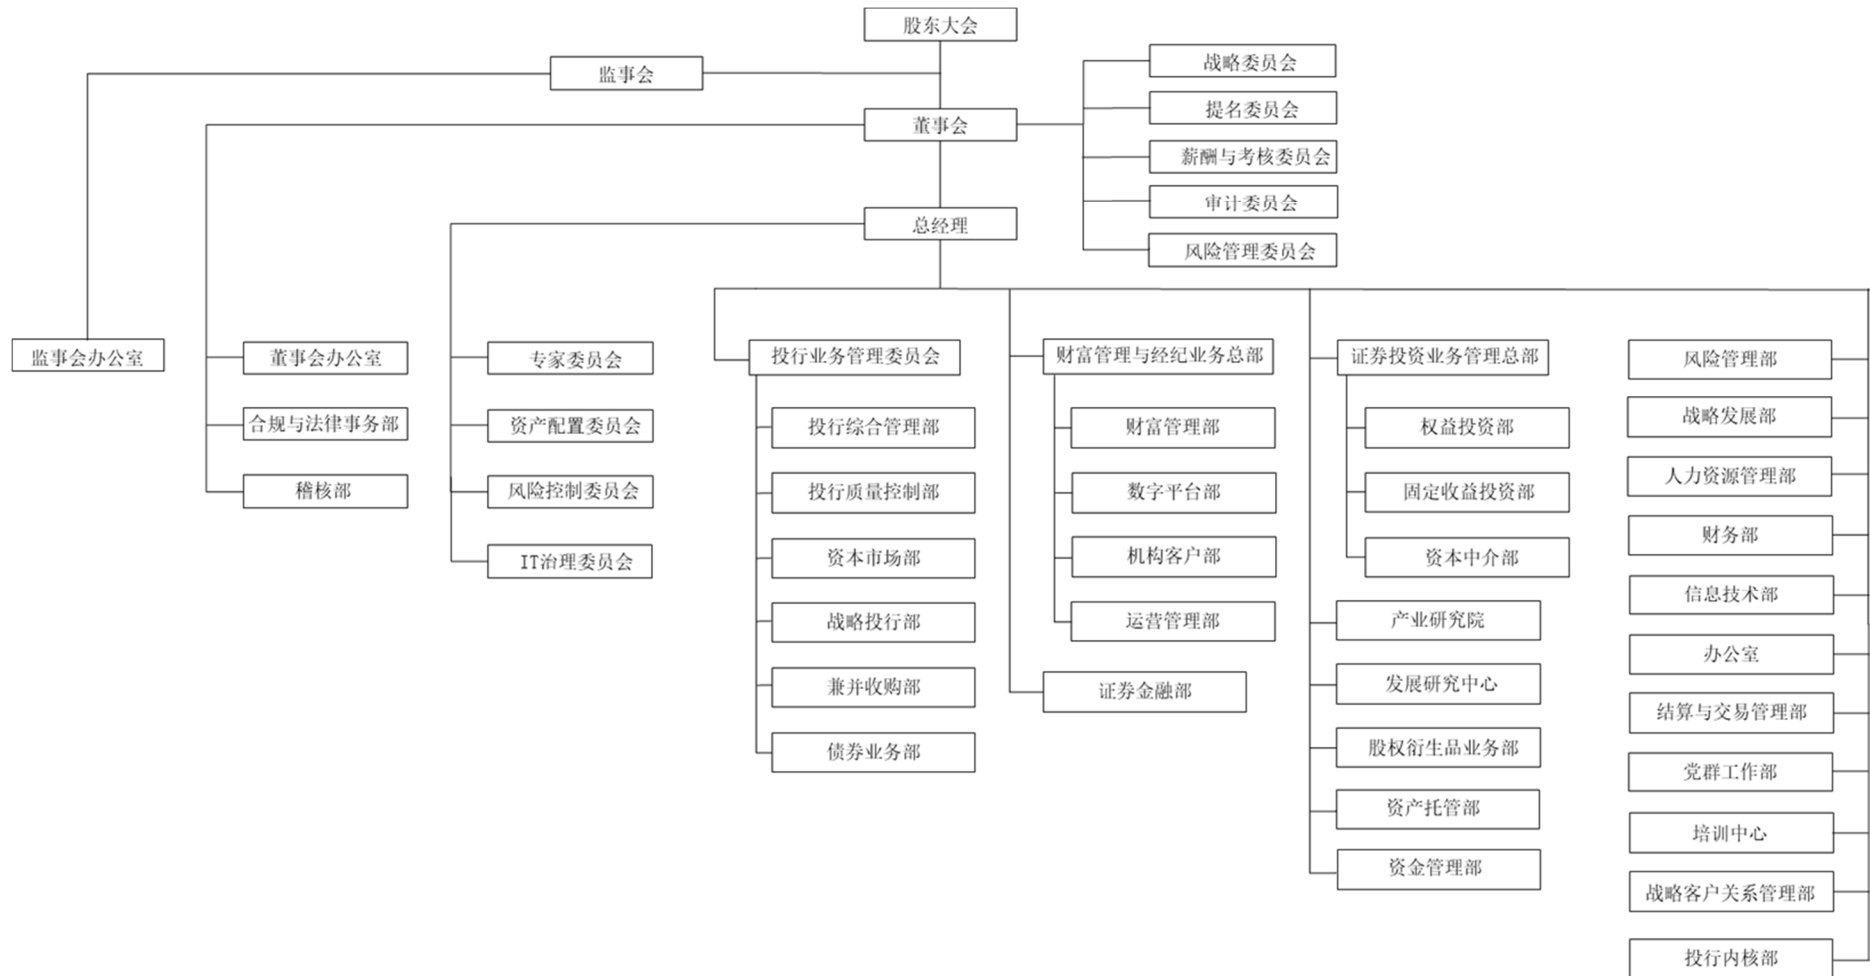 股东大会
监事会
战略委员会
提名委员会
董事会
薪酬与考核委员会
审计委员会
总经理
风险管理委员会
监事会办公室
董事会办公室
合规与法律事务部
稽核部
专家委员会
资产配置委员会
风险控制委员会
IT治理委员会
投行业务管理委员会
投行综合管理部
投行质量控制部
资本市场部
战略投行部
兼并收购部
债券业务部
财富管理与经纪业务总部
财富管理部
数字平台部
机构客户部
运营管理部
证券金融部
证券投资业务管理总部
权益投资部
固定收益投资部
资本中介部
产业研究院
发展研究中心
股权衍生品业务部
资产托管部
资金管理部
风险管理部
战略发展部
人力资源管理部
财务部
信息技术部
办公室
结算与交易管理部
党群工作部
培训中心
战略客户关系管理部
投行内核部